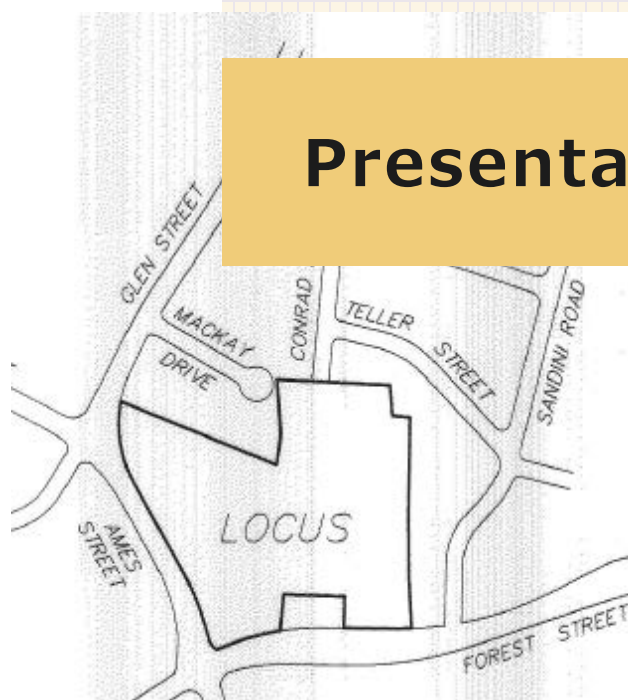 Presenta
GLEN STREET
MACKAY
DRIVE
CONRAD
TELLER
STREET
SANDINI ROAD
LOCUS
AMES
STREET
FOREST STREET